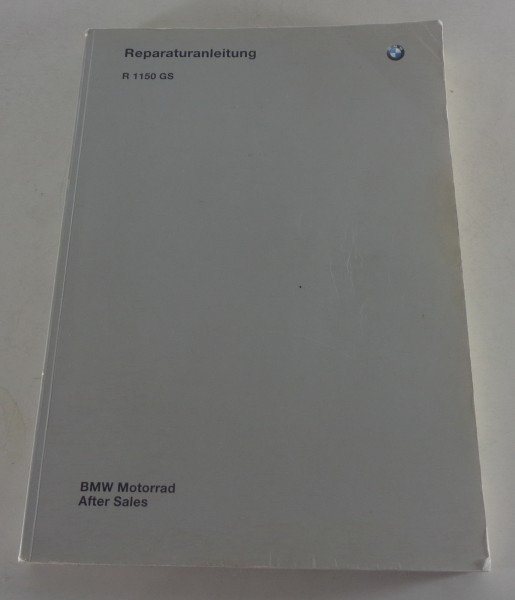 Reparaturanleitung
R 1150 GS
BMW Motorrad
After Sales